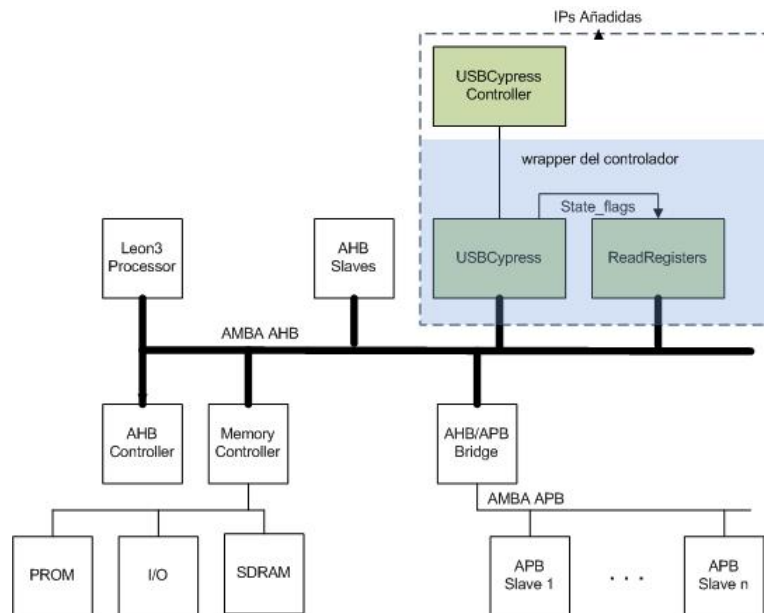 IPs Añadidas
USBCypress
Controller
wrapper del controlador
State_flags
Leon3
Processor
AHB
Slaves
USBCypress
ReadRegisters
AMBA AHB
AHB
Controller
Memory
Controller
AHB/APB
Bridge
AMBA APB
PROM
I/O
SDRAM
APB
Slave 1
. . .
APB
Slave n